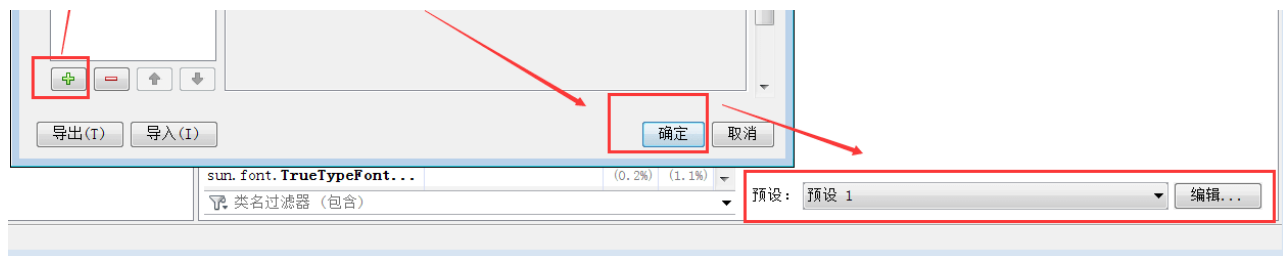 导出(T) 导入(I) 确定 取消
sun.font.TrueTypeFont... (0.2%) (1.1%)
类名过滤器 (包含)
预设: 预设 1 编辑...